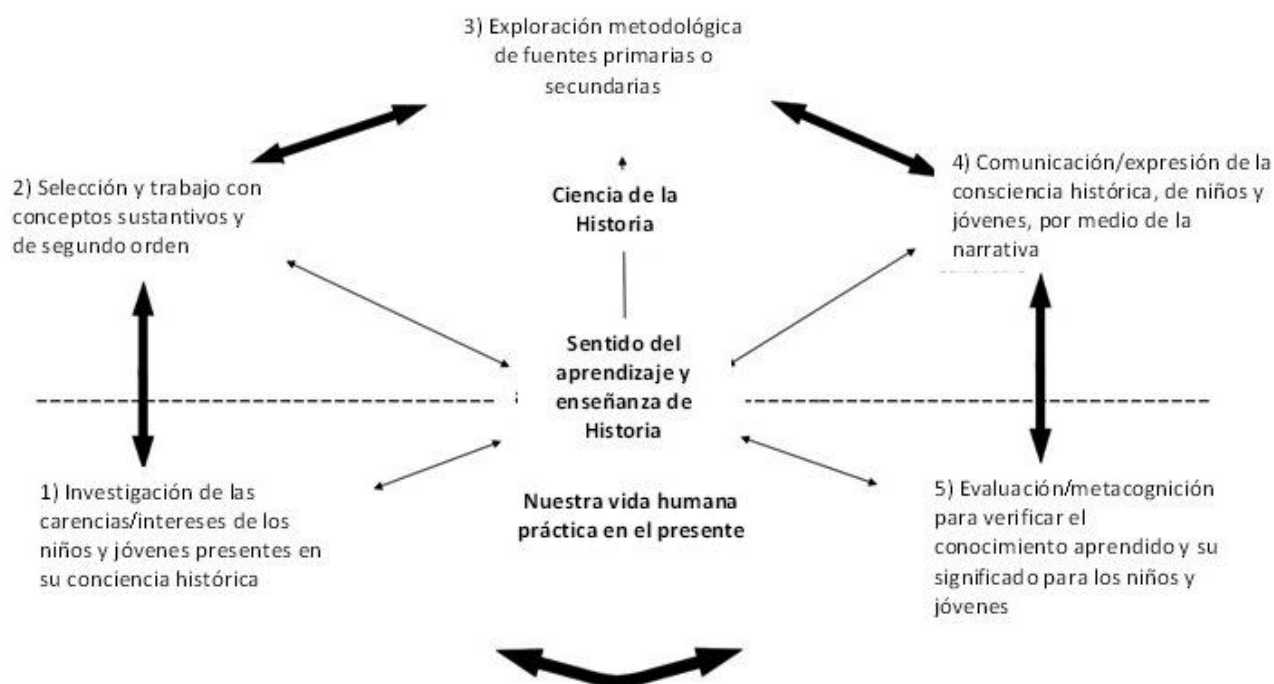 3) Exploración metodológica
de fuentes primarias o
secundarias
2) Selección y trabajo con
conceptos sustantivos y
de segundo orden
Ciencia de la
Historia
4) Comunicación/expresión de la
consciencia histórica, de niños y
jóvenes, por medio de la
narrativa
Sentido del
aprendizaje y
enseñanza de
Historia
1) Investigación de las
carencias/intereses de los
niños y jóvenes presentes en
su conciencia histórica
Nuestra vida humana
práctica en el presente
5) Evaluación/metacognición
para verificar el
conocimiento aprendido y su
significado para los niños y
jóvenes